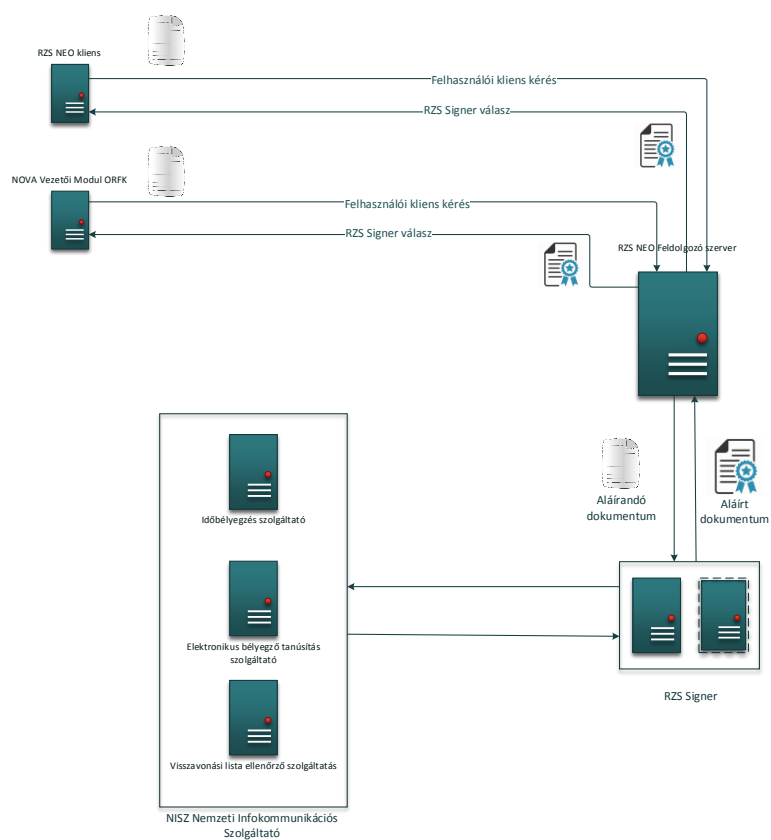 RZS NEO kliens
Felhasználói kliens kérés
RZS Signer válasz
NOVA Vezetői Modul ORFK
Felhasználói kliens kérés
RZS Signer válasz
RZS NEO Feldolgozó szerver
Időbélyegzés szolgáltató
Elektronikus bélyegző tanúsítás
szolgáltató
Visszavonási lista ellenőrző szolgáltatás
NISZ Nemzeti Infokommunikációs
Szolgáltató
Aláírandó
dokumentum
Aláírt
dokumentum
RZS Signer